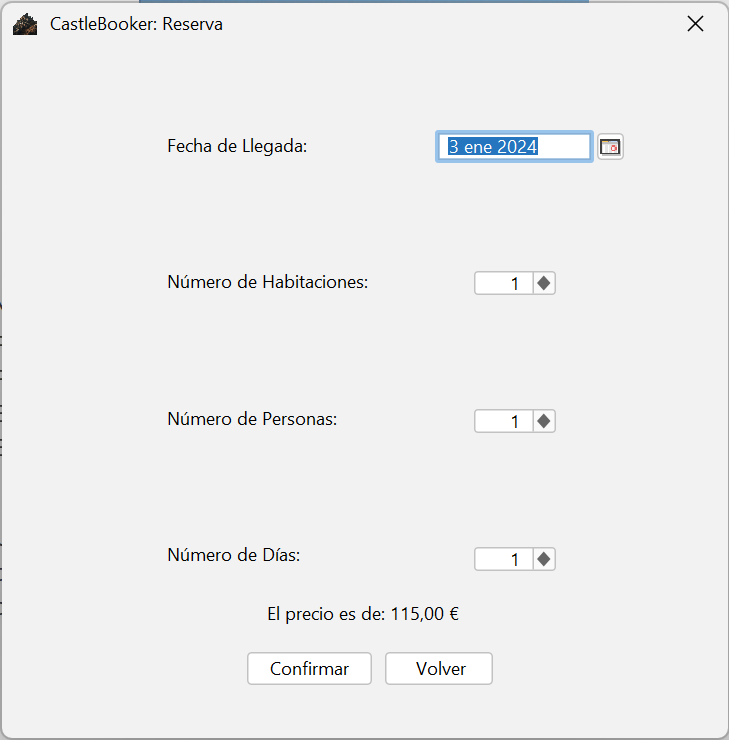 CastleBooker: Reserva
Fecha de Llegada: 3 ene 2024
Número de Habitaciones: 1
Número de Personas: 1
Número de Días: 1
El precio es de: 115,00 €
Confirmar Volver